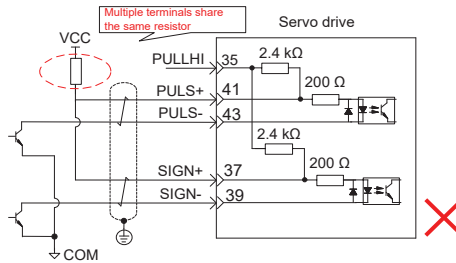 Multiple terminals share
the same resistor
Servo drive
VCC
PULLHI
35
2.4 kΩ
PULS+
41
200 Ω
PULS-
43
2.4 kΩ
SIGN+
37
200 Ω
SIGN-
39
COM